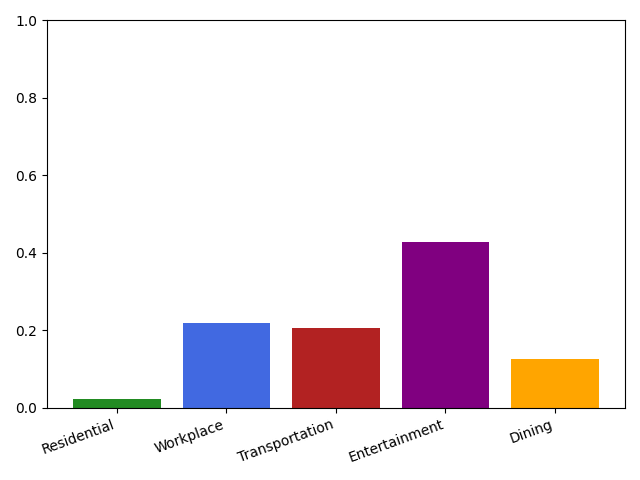 1.0
0.8
0.6
0.4
0.2
0.0
Residential
Workplace
Transportation
Entertainment
Dining